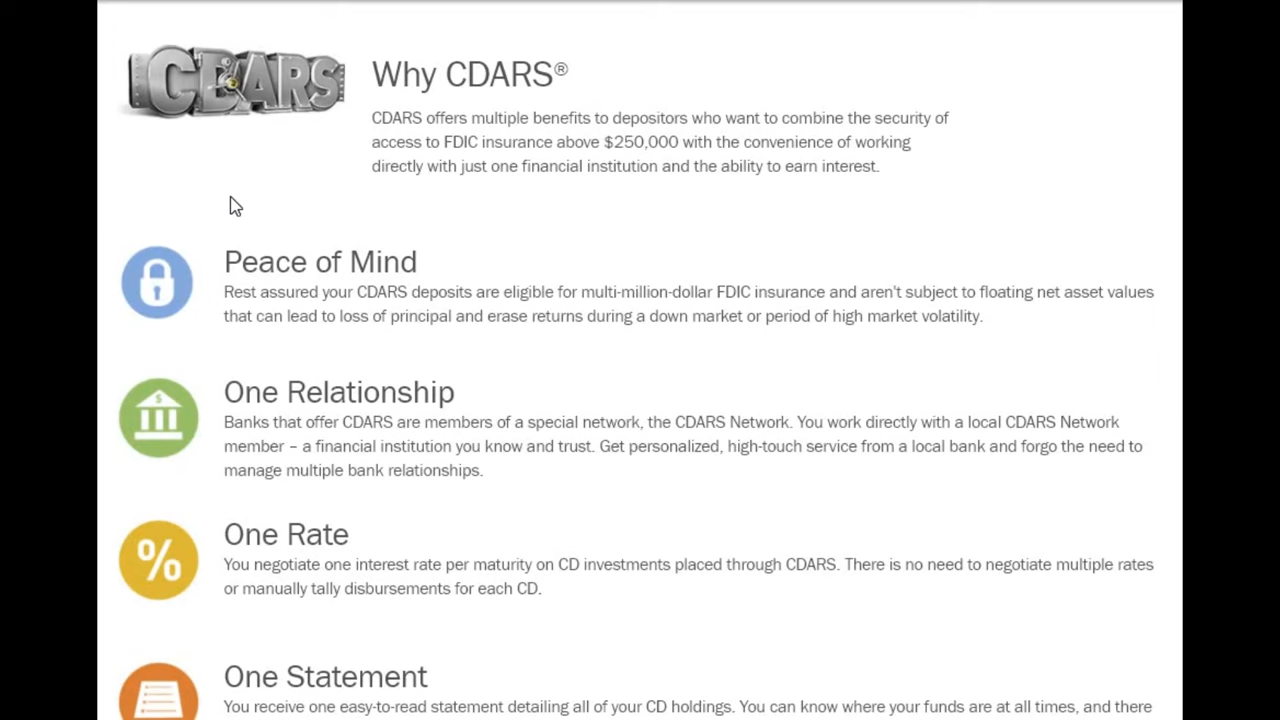 CDARS
Why CDARS®
CDARS offers multiple benefits to depositors who want to combine the security of
access to FDIC insurance above $250,000 with the convenience of working
directly with just one financial institution and the ability to earn interest.
Peace of Mind
Rest assured your CDARS deposits are eligible for multi-million-dollar FDIC insurance and aren't subject to floating net asset values
that can lead to loss of principal and erase returns during a down market or period of high market volatility.
$
One Relationship
Banks that offer CDARS are members of a special network, the CDARS Network. You work directly with a local CDARS Network
member – a financial institution you know and trust. Get personalized, high-touch service from a local bank and forgo the need to
manage multiple bank relationships.
%
One Rate
You negotiate one interest rate per maturity on CD investments placed through CDARS. There is no need to negotiate multiple rates
or manually tally disbursements for each CD.
One Statement
You receive one easy-to-read statement detailing all of your CD holdings. You can know where your funds are at all times, and there